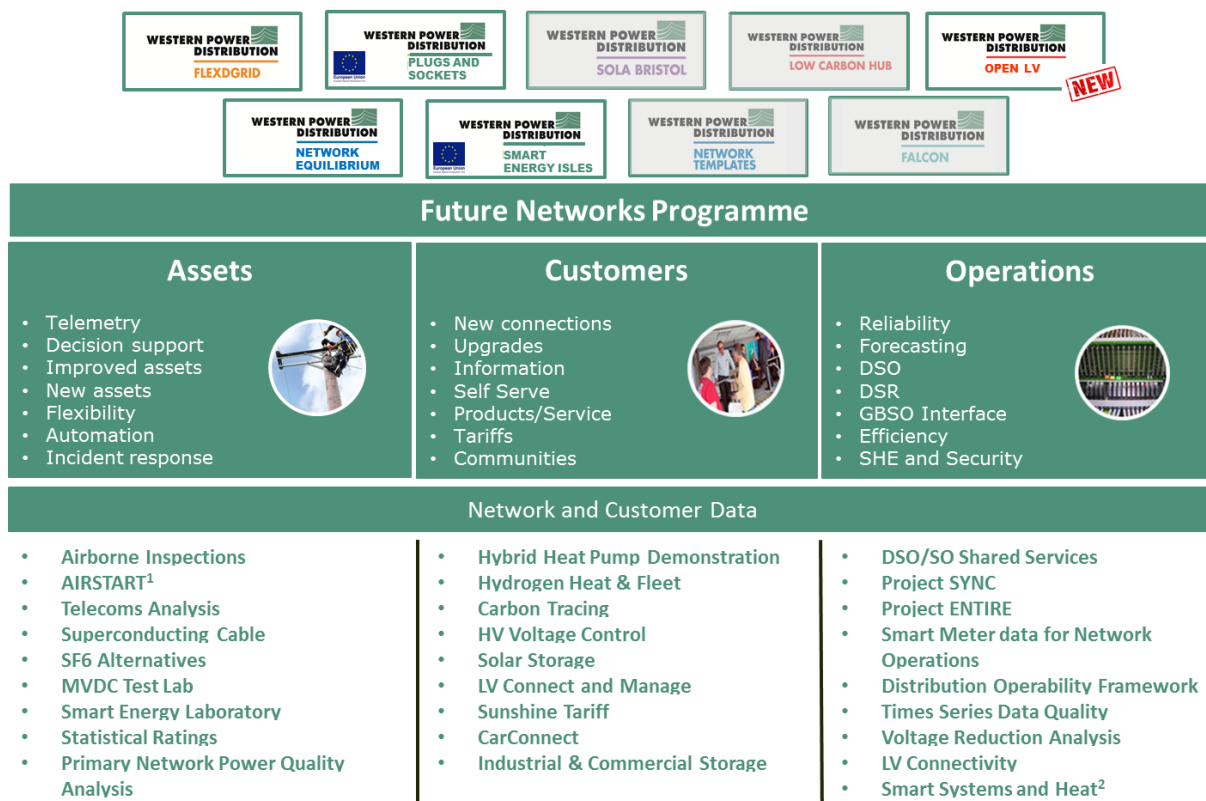 WESTERN POWER
DISTRIBUTION
FLEXDGRID
WESTERN POWER
DISTRIBUTION
PLUGS AND
SOCKETS
European Union
WESTERN POWER
DISTRIBUTION
SOLA BRISTOL
WESTERN POWER
DISTRIBUTION
LOW CARBON HUB
WESTERN POWER
DISTRIBUTION
OPEN LV
NEW
WESTERN POWER
DISTRIBUTION
NETWORK
EQUILIBRIUM
WESTERN POWER
DISTRIBUTION
SMART
ENERGY ISLES
European Union
WESTERN POWER
DISTRIBUTION
NETWORK
TEMPLATES
WESTERN POWER
DISTRIBUTION
FALCON
Future Networks Programme
Assets
• Telemetry
• Decision support
• Improved assets
• New assets
• Flexibility
• Automation
• Incident response
Customers
• New connections
• Upgrades
• Information
• Self Serve
• Products/Service
• Tariffs
• Communities
Operations
• Reliability
• Forecasting
• DSO
• DSR
• GBSO Interface
• Efficiency
• SHE and Security
Network and Customer Data
• Airborne Inspections
• AIRSTART¹
• Telecoms Analysis
• Superconducting Cable
• SF6 Alternatives
• MVDC Test Lab
• Smart Energy Laboratory
• Statistical Ratings
• Primary Network Power Quality
Analysis
• Hybrid Heat Pump Demonstration
• Hydrogen Heat & Fleet
• Carbon Tracing
• HV Voltage Control
• Solar Storage
• LV Connect and Manage
• Sunshine Tariff
• CarConnect
• Industrial & Commercial Storage
• DSO/SO Shared Services
• Project SYNC
• Project ENTIRE
• Smart Meter data for Network
Operations
• Distribution Operability Framework
• Times Series Data Quality
• Voltage Reduction Analysis
• LV Connectivity
• Smart Systems and Heat²